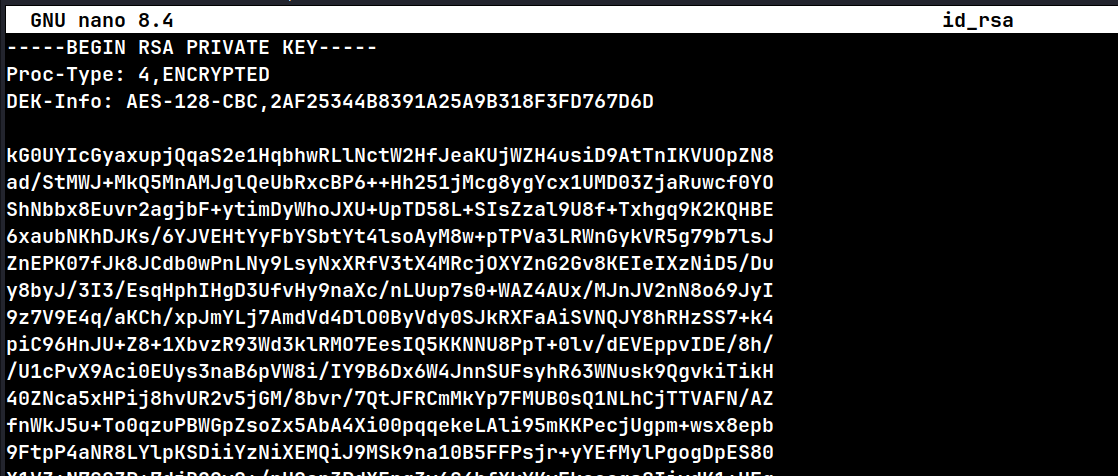 GNU nano 8.4 id_rsa
-----BEGIN RSA PRIVATE KEY-----
Proc-Type: 4,ENCRYPTED
DEK-Info: AES-128-CBC,2AF25344B8391A25A9B318F3FD767D6D
kG0UYIcGyaxupjQqaS2e1HqbhwRLlNctW2HfJeaKUjWZH4usiD9AtTnIKVUOpZN8
ad/StMWJ+MkQ5MnAMJglQeUbRxcBP6++Hh251jMcg8ygYcx1UMD03ZjaRuwcf0YO
ShNbbx8Euvr2agjbF+ytimDyWhoJXU+UpTD58L+SIsZzal9U8f+Txhgq9K2KQHBE
6xaubNKhDJKs/6YJVEHtYyFbYSbtYt4lsoAyM8w+pTPVa3LRWnGykVR5g79b7lsJ
ZnEPK07fJk8JCdb0wPnLNy9LsyNxXRfV3tX4MRcjOXYZnG2Gv8KEIeIXzNiD5/Du
y8byJ/3I3/EsqHphIHgD3UfvHy9naXc/nLUup7s0+WAZ4AUx/MJnJV2nN8o69JyI
9z7V9E4q/aKCh/xpJmYLj7AmdVd4DlO0ByVdy0SJkRXFaAiSVNQJY8hRHzSS7+k4
piC96HnJU+Z8+1XbvzR93Wd3klRMO7EesIQ5KKNNU8PpT+0lv/dEVEppvIDE/8h/
/U1cPvX9Aci0EUys3naB6pVW8i/IY9B6Dx6W4JnnSUFsyhR63WNusk9QgvkiTikH
40ZNca5xHPij8hvUR2v5jGM/8bvr/7QtJFRCmMkYp7FMUB0sQ1NLhCjTTVAFN/AZ
fnWkJ5u+To0qzuPBWGpZsoZx5AbA4Xi00pqqekeLAli95mKKPecjUgpm+wsx8epb
9FtpP4aNR8LYlpKSDiiYzNiXEMQiJ9MSk9na10B5FFPsjr+yYEfMylPgogDpES80